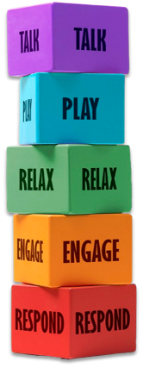 TALK TALK
PLAY PLAY
RELAX RELAX
ENGAGE ENGAGE
RESPOND RESPOND